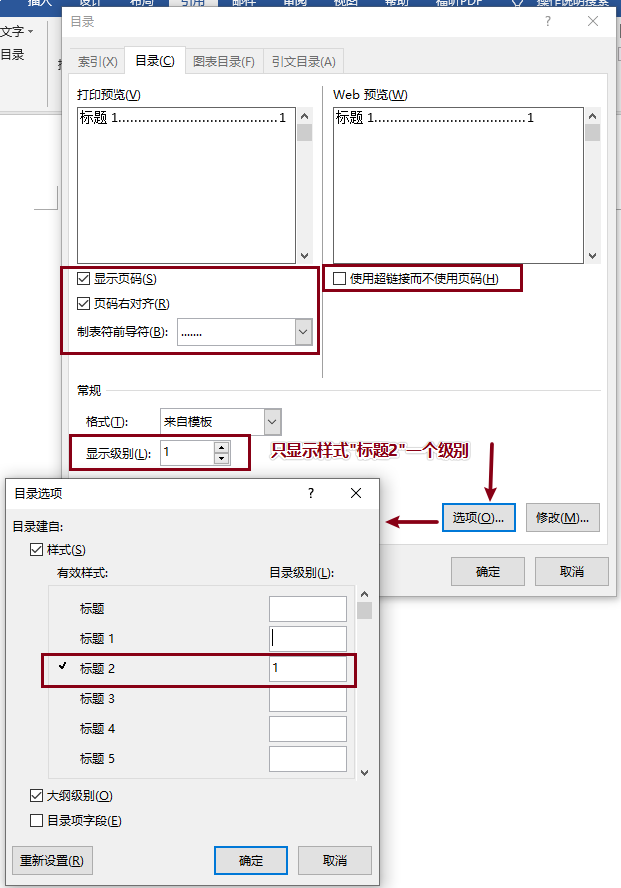 插入 设计 布局 引用 邮件 审阅 视图 帮助 福昕PDF 操作说明搜索
文字
目录
目录 ?
索引(X) 目录(C) 图表目录(F) 引文目录(A)
打印预览(V) Web 预览(W)
标题 1........................................1 标题 1......................................1
显示页码(S) 使用超链接而不使用页码(H)
页码右对齐(R)
制表符前导符(B): .......
常规
格式(T): 来自模板
显示级别(L): 1 只显示样式"标题2"一个级别
选项(O)... 修改(M)...
确定 取消
目录选项 ?
目录建自:
样式(S)
有效样式: 目录级别(L):
标题
标题 1
标题 2 1
标题 3
标题 4
标题 5
大纲级别(O)
目录项字段(E)
重新设置(R) 确定 取消